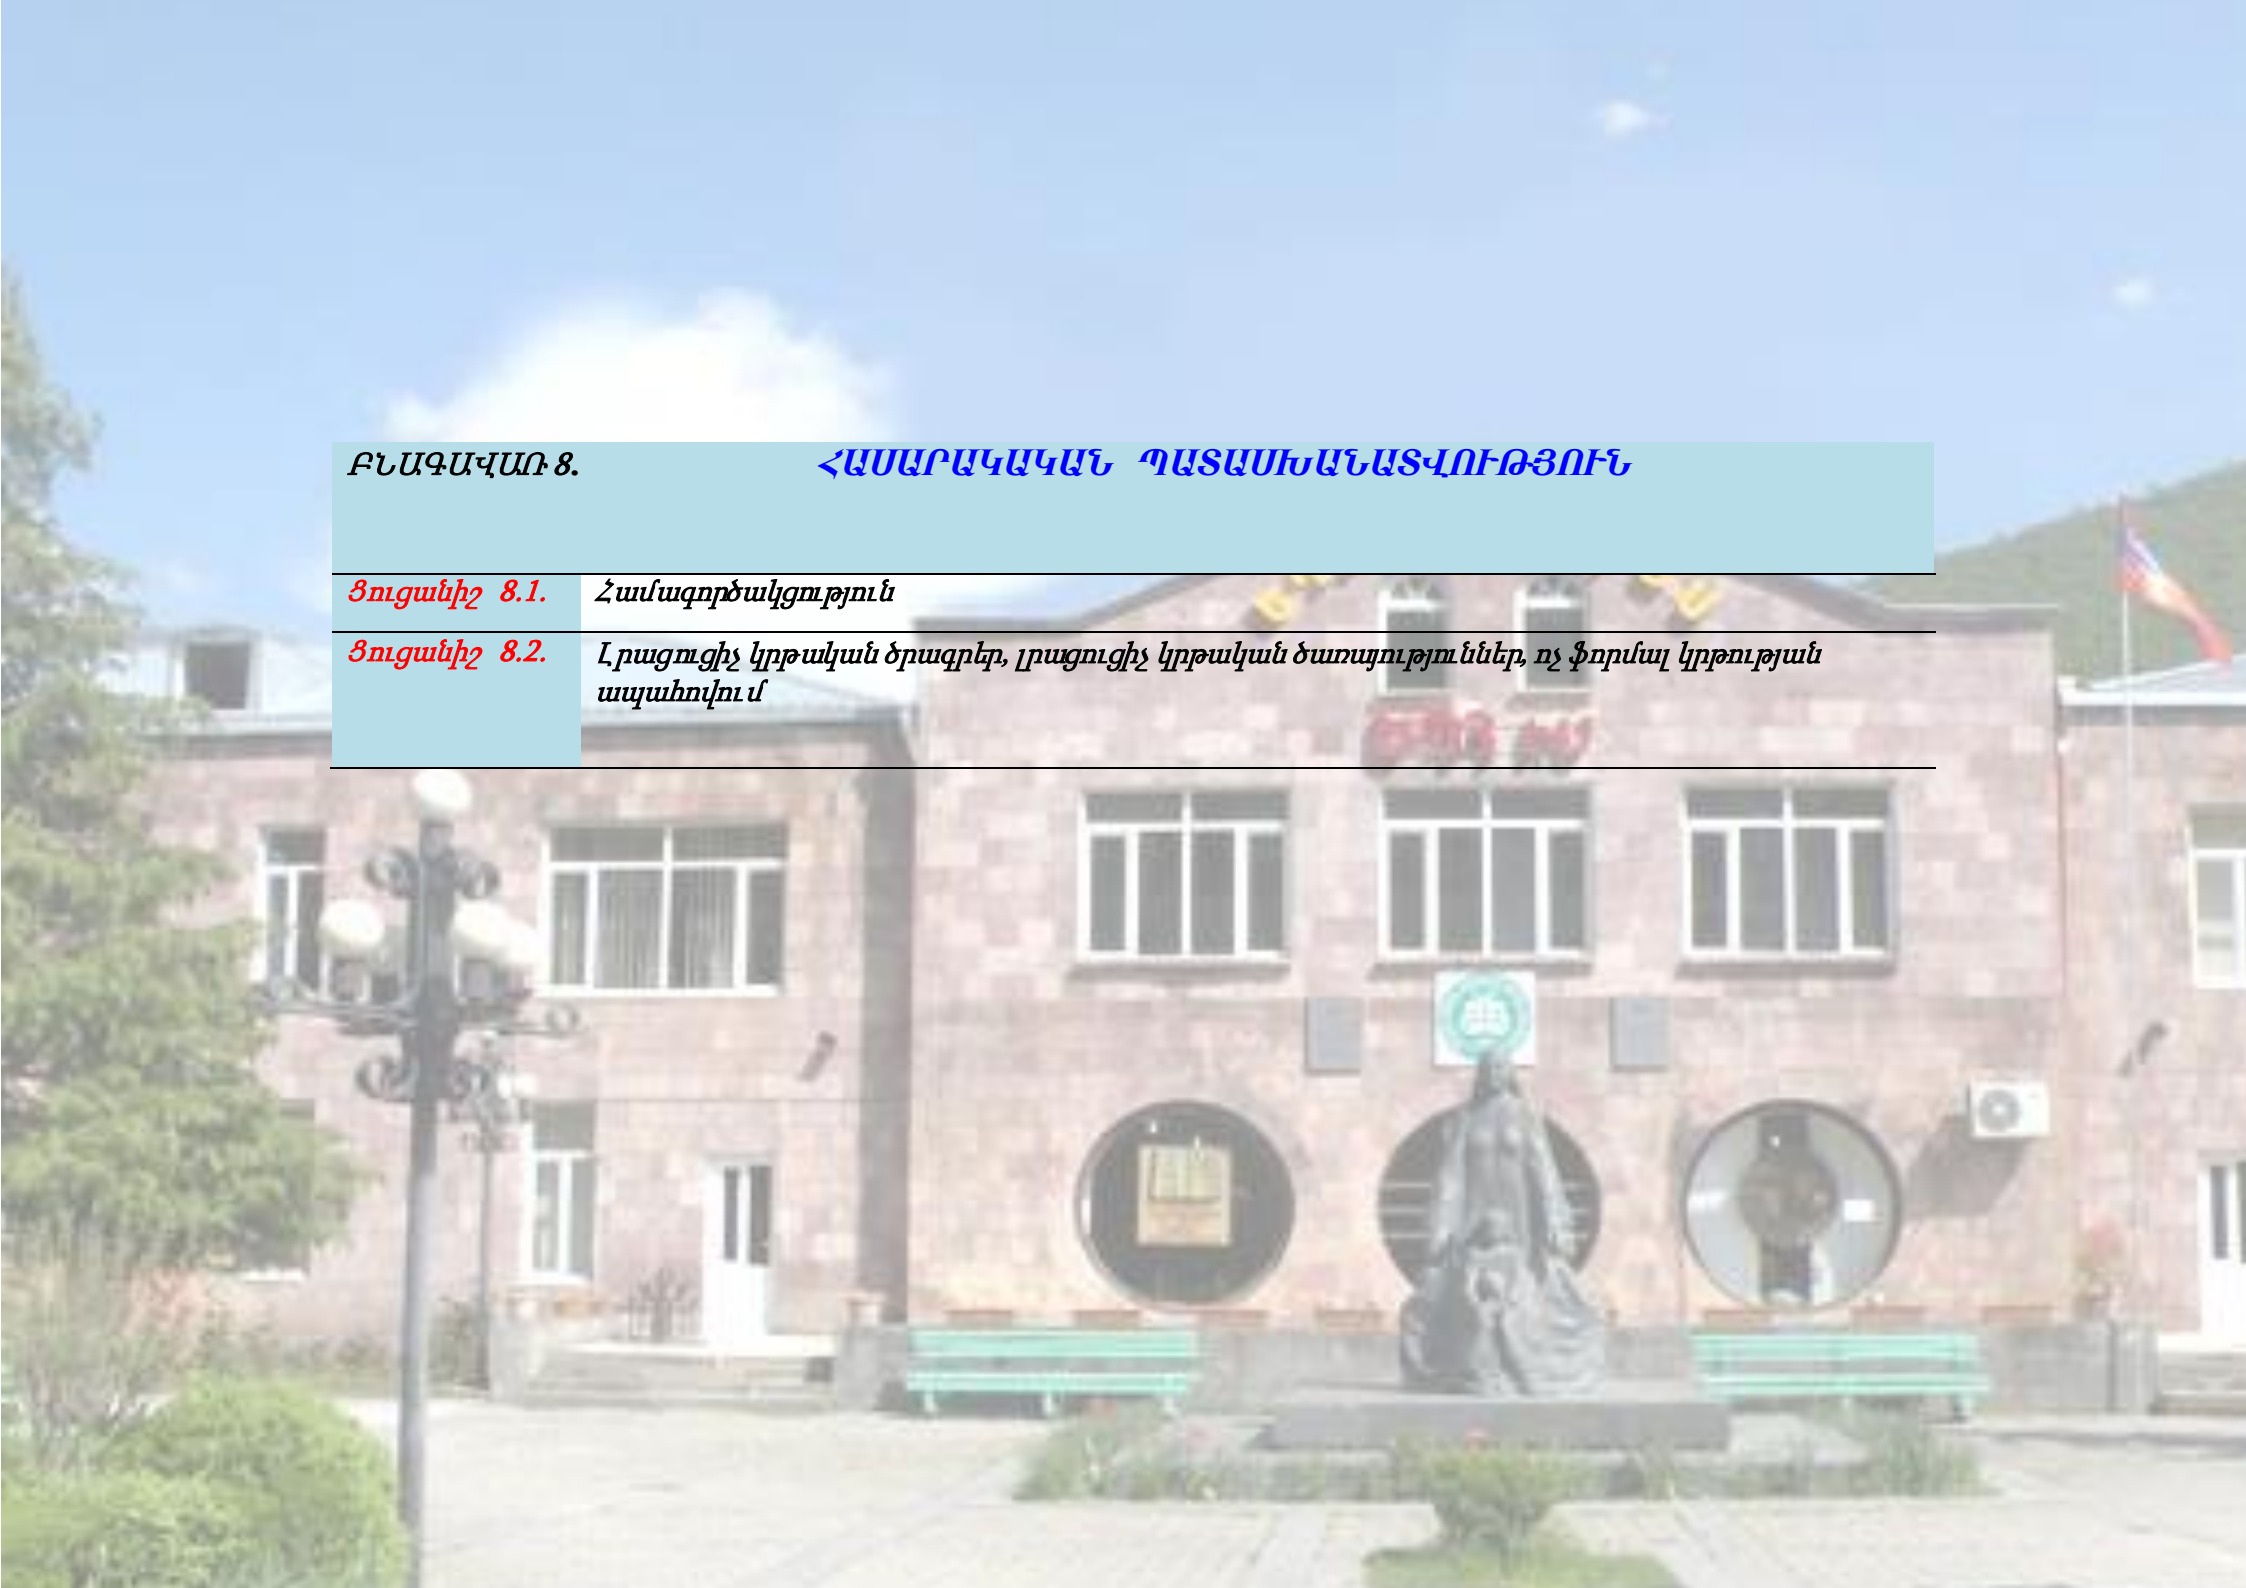 ԲՆԱԳԱՎԱՌ 8. ՀԱՍԱՐԱԿԱԿԱՆ ՊԱՏԱՍԽԱՆԱՏՎՈՒԹՅՈՒՆ
Ցուցանիշ 8.1. Համագործակցություն
Ցուցանիշ 8.2. Լրացուցիչ կրթական ծրագրեր, լրացուցիչ կրթական ծառայություններ, ոչ ֆորմալ կրթության
ապահովում